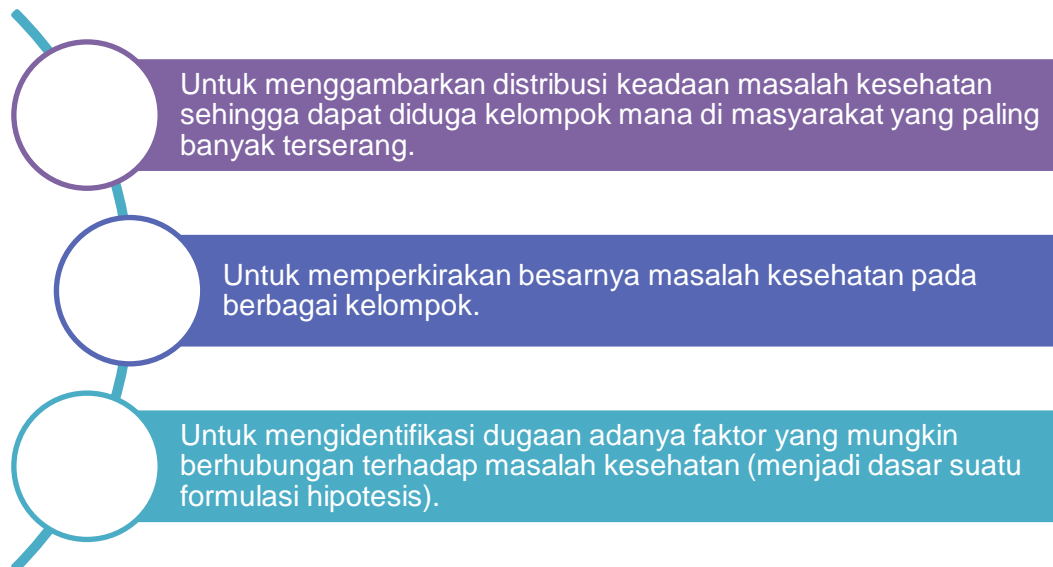 Untuk menggambarkan distribusi keadaan masalah kesehatan
sehingga dapat diduga kelompok mana di masyarakat yang paling
banyak terserang.
Untuk memperkirakan besarnya masalah kesehatan pada
berbagai kelompok.
Untuk mengidentifikasi dugaan adanya faktor yang mungkin
berhubungan terhadap masalah kesehatan (menjadi dasar suatu
formulasi hipotesis).